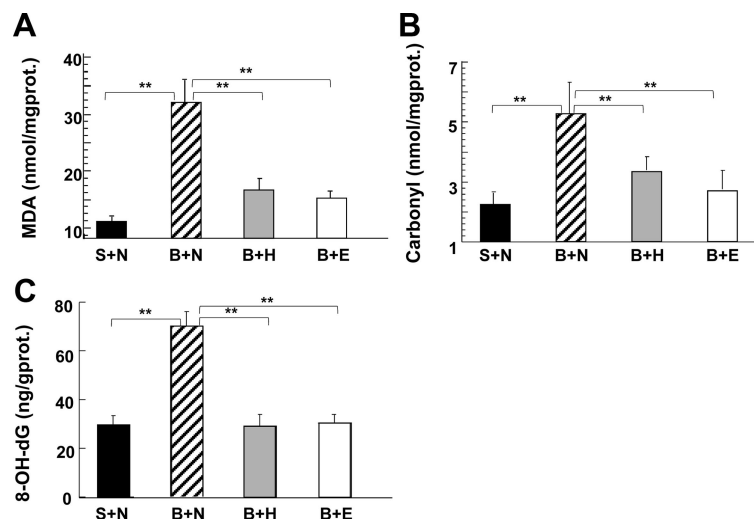 A
MDA (nmol/mgprot.)
40
30
20
10
**
**
**
S+N B+N B+H B+E
B
Carbonyl (nmol/mgprot.)
7
5
3
1
**
**
**
S+N B+N B+H B+E
C
8-OH-dG (ng/gprot.)
80
60
40
20
0
**
**
**
S+N B+N B+H B+E